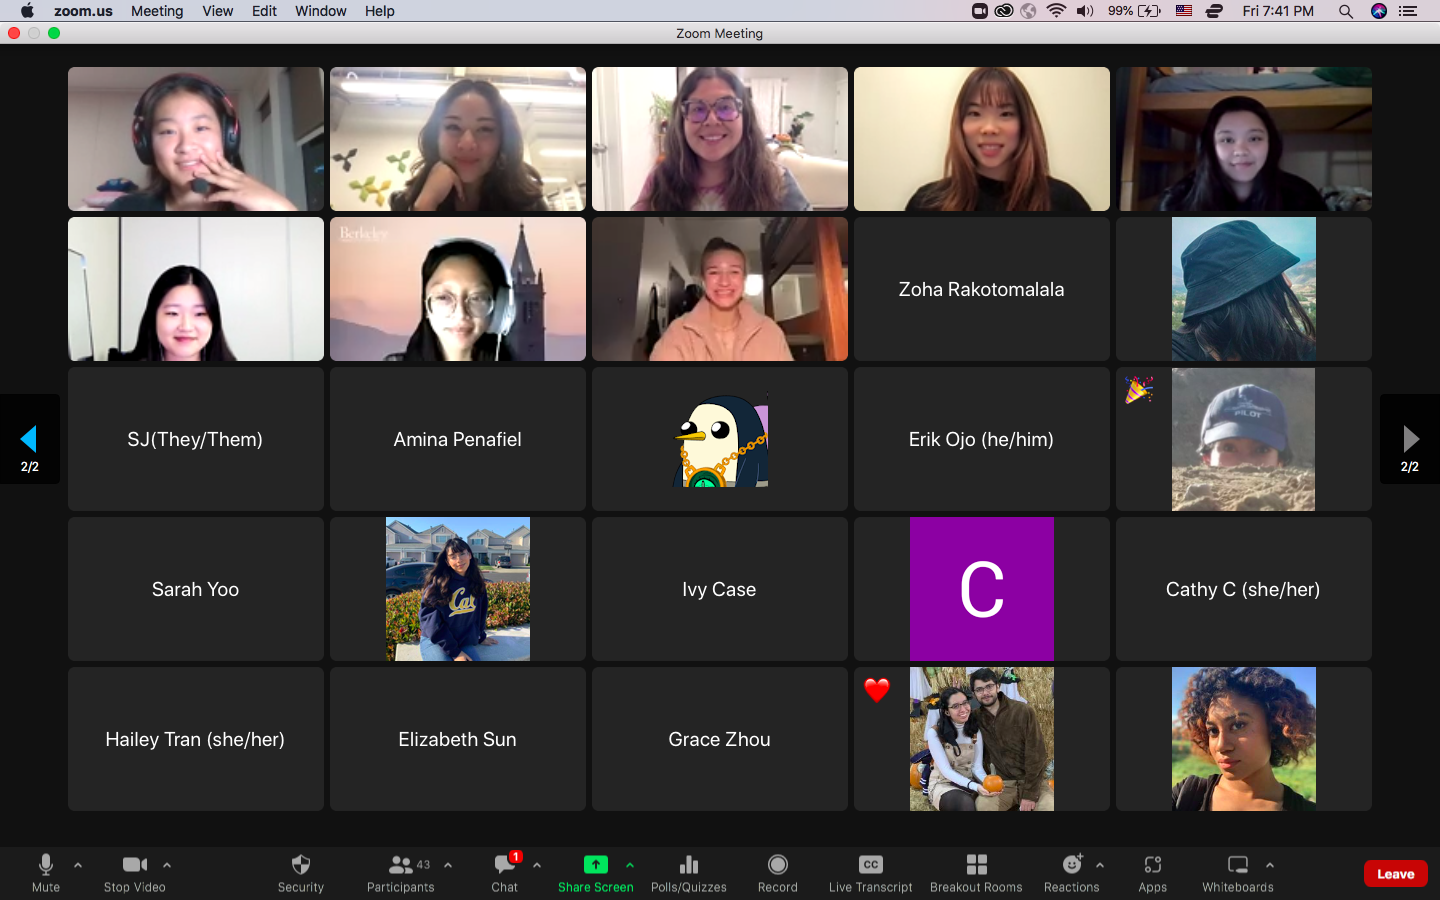 zoom.us Meeting View Edit Window Help 99% Fri 7:41 PM
Zoom Meeting
Berkeley
Zoha Rakotomalala
SJ(They/Them)
Amina Penafiel
Erik Ojo (he/him)
PILOT
2/2
2/2
Sarah Yoo
Cal
Ivy Case
C
Cathy C (she/her)
Hailey Tran (she/her)
Elizabeth Sun
Grace Zhou
1
43
CC
Mute Stop Video Security Participants Chat Share Screen Polls/Quizzes Record Live Transcript Breakout Rooms Reactions Apps Whiteboards Leave